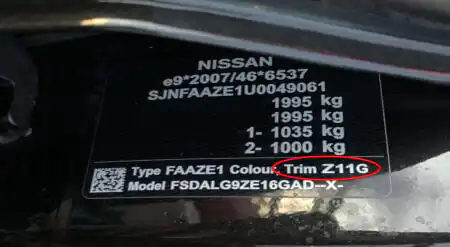 NISSAN
e9*2007/46*6537
SJNFAAZE1U0049061
1995 kg
1995 kg
1- 1035 kg
2- 1000 kg
Type FAAZE1 Colour, Trim Z11G
Model FSDALG9ZE16GAD--X-